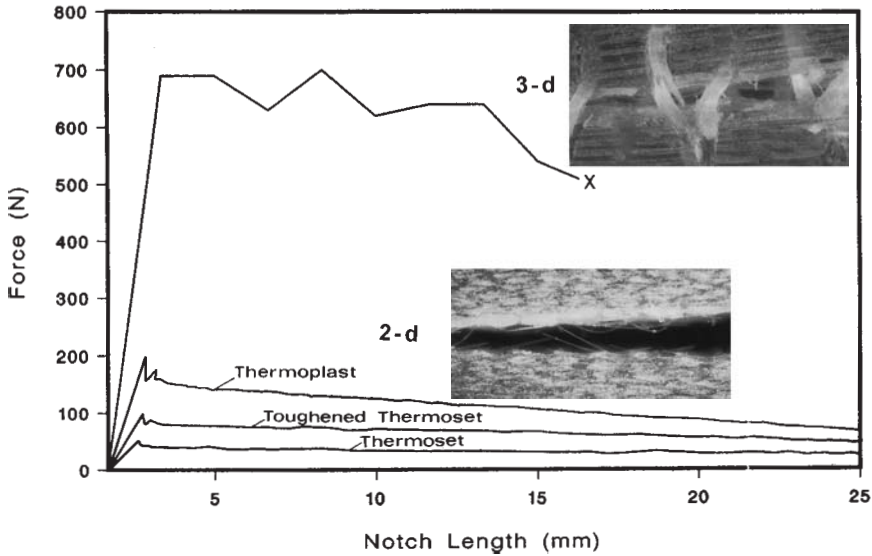 800
700
600
500
400
300
200
100
0
Force (N)
3-d
X
2-d
Thermoplast
Toughened Thermoset
Thermoset
5
10
15
20
25
Notch Length (mm)